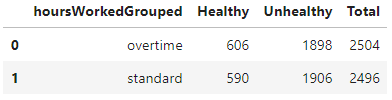 hoursWorkedGrouped Healthy Unhealthy Total
0 overtime 606 1898 2504
1 standard 590 1906 2496